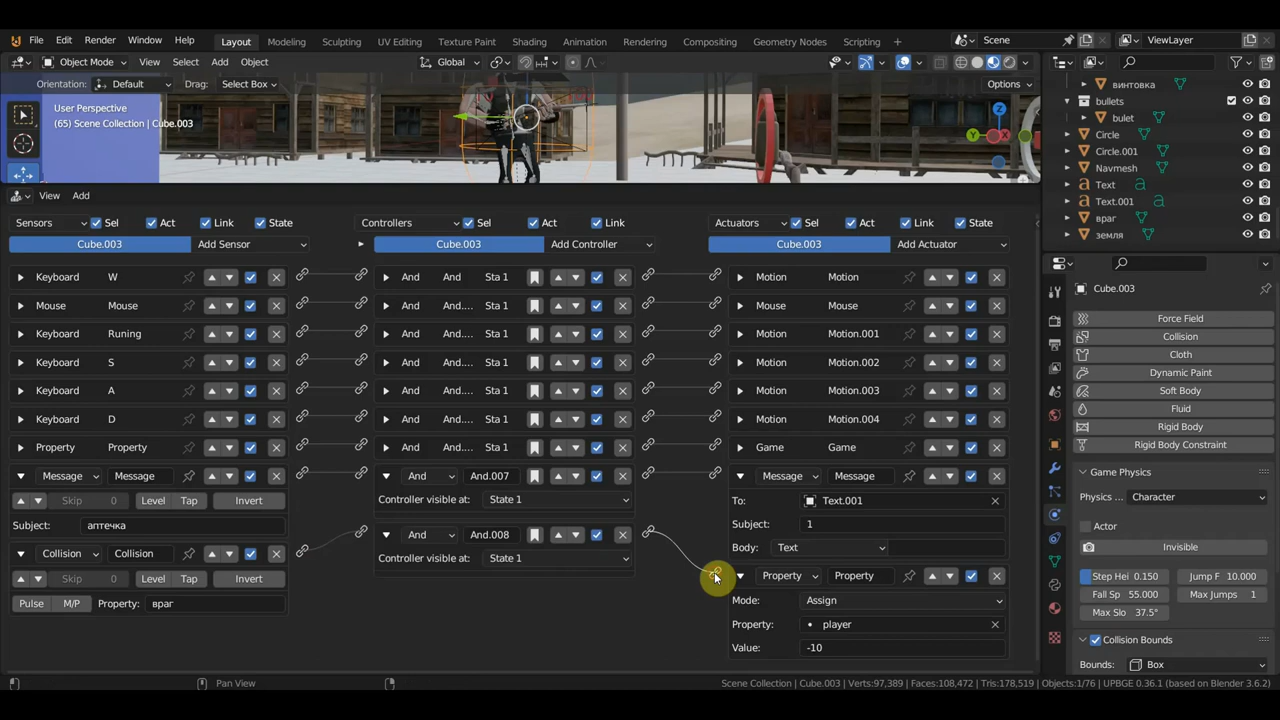 File Edit Render Window Help Layout Modeling Sculpting UV Editing Texture Paint Shading Animation Rendering Compositing Geometry Nodes Scripting + Scene ViewLayer
Object Mode View Select Add Object Global
Orientation: Default Drag: Select Box Options
User Perspective
(65) Scene Collection | Cube.003
Z
Y
X
винтовка
bullets
bulet
Circle
Circle.001
Navmesh
Text
Text.001
враг
земля
View Add
Sensors Sel Act Link State Controllers Sel Act Link Actuators Sel Act Link State
Cube.003 Add Sensor Cube.003 Add Controller Cube.003 Add Actuator
Keyboard W And And Sta 1 Motion Motion
Mouse Mouse And And.... Sta 1 Mouse Mouse
Keyboard Runing And And.... Sta 1 Motion Motion.001
Keyboard S And And.... Sta 1 Motion Motion.002
Keyboard A And And.... Sta 1 Motion Motion.003
Keyboard D And And.... Sta 1 Motion Motion.004
Property Property And And.... Sta 1 Game Game
Message Message And And.007 Message Message
Skip 0 Level Tap Invert Controller visible at: State 1 To: Text.001
Subject: аптечка Subject: 1
Collision Collision And And.008 Body: Text
Skip 0 Level Tap Invert Controller visible at: State 1 Property Property
Pulse M/P Property: враг Mode: Assign
Property: player
Value: -10
Cube.003
Force Field
Collision
Cloth
Dynamic Paint
Soft Body
Fluid
Rigid Body
Rigid Body Constraint
Game Physics
Physics ... Character
Actor
Invisible
Step Hei 0.150 Jump F 10.000
Fall Sp 55.000 Max Jumps 1
Max Slo 37.5°
Collision Bounds
Bounds: Box
Pan View Scene Collection | Cube.003 | Verts:97,389 | Faces:108,472 | Tris:178,519 | Objects:1/76 | UPBGE 0.36.1 (based on Blender 3.6.2)